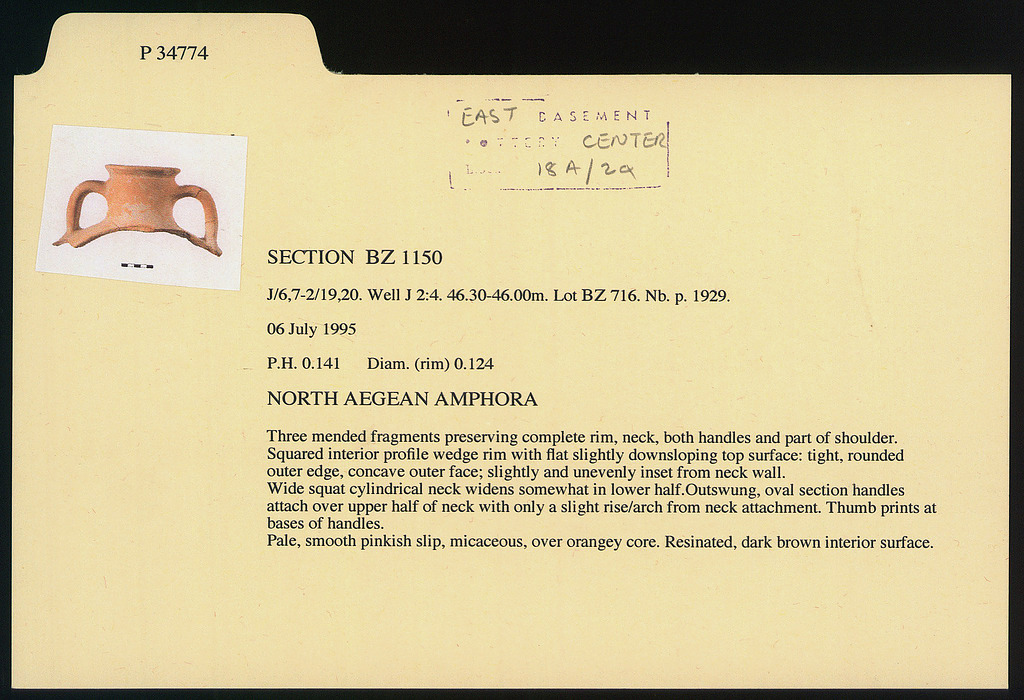 P 34774
EAST BASEMENT
CENTER
18 A/2a
SECTION BZ 1150
J/6,7-2/19,20. Well J 2:4. 46.30-46.00m. Lot BZ 716. Nb. p. 1929.
06 July 1995
P.H. 0.141 Diam. (rim) 0.124
NORTH AEGEAN AMPHORA
Three mended fragments preserving complete rim, neck, both handles and part of shoulder.
Squared interior profile wedge rim with flat slightly downsloping top surface: tight, rounded
outer edge, concave outer face; slightly and unevenly inset from neck wall.
Wide squat cylindrical neck widens somewhat in lower half.Outswung, oval section handles
attach over upper half of neck with only a slight rise/arch from neck attachment. Thumb prints at
bases of handles.
Pale, smooth pinkish slip, micaceous, over orangey core. Resinated, dark brown interior surface.